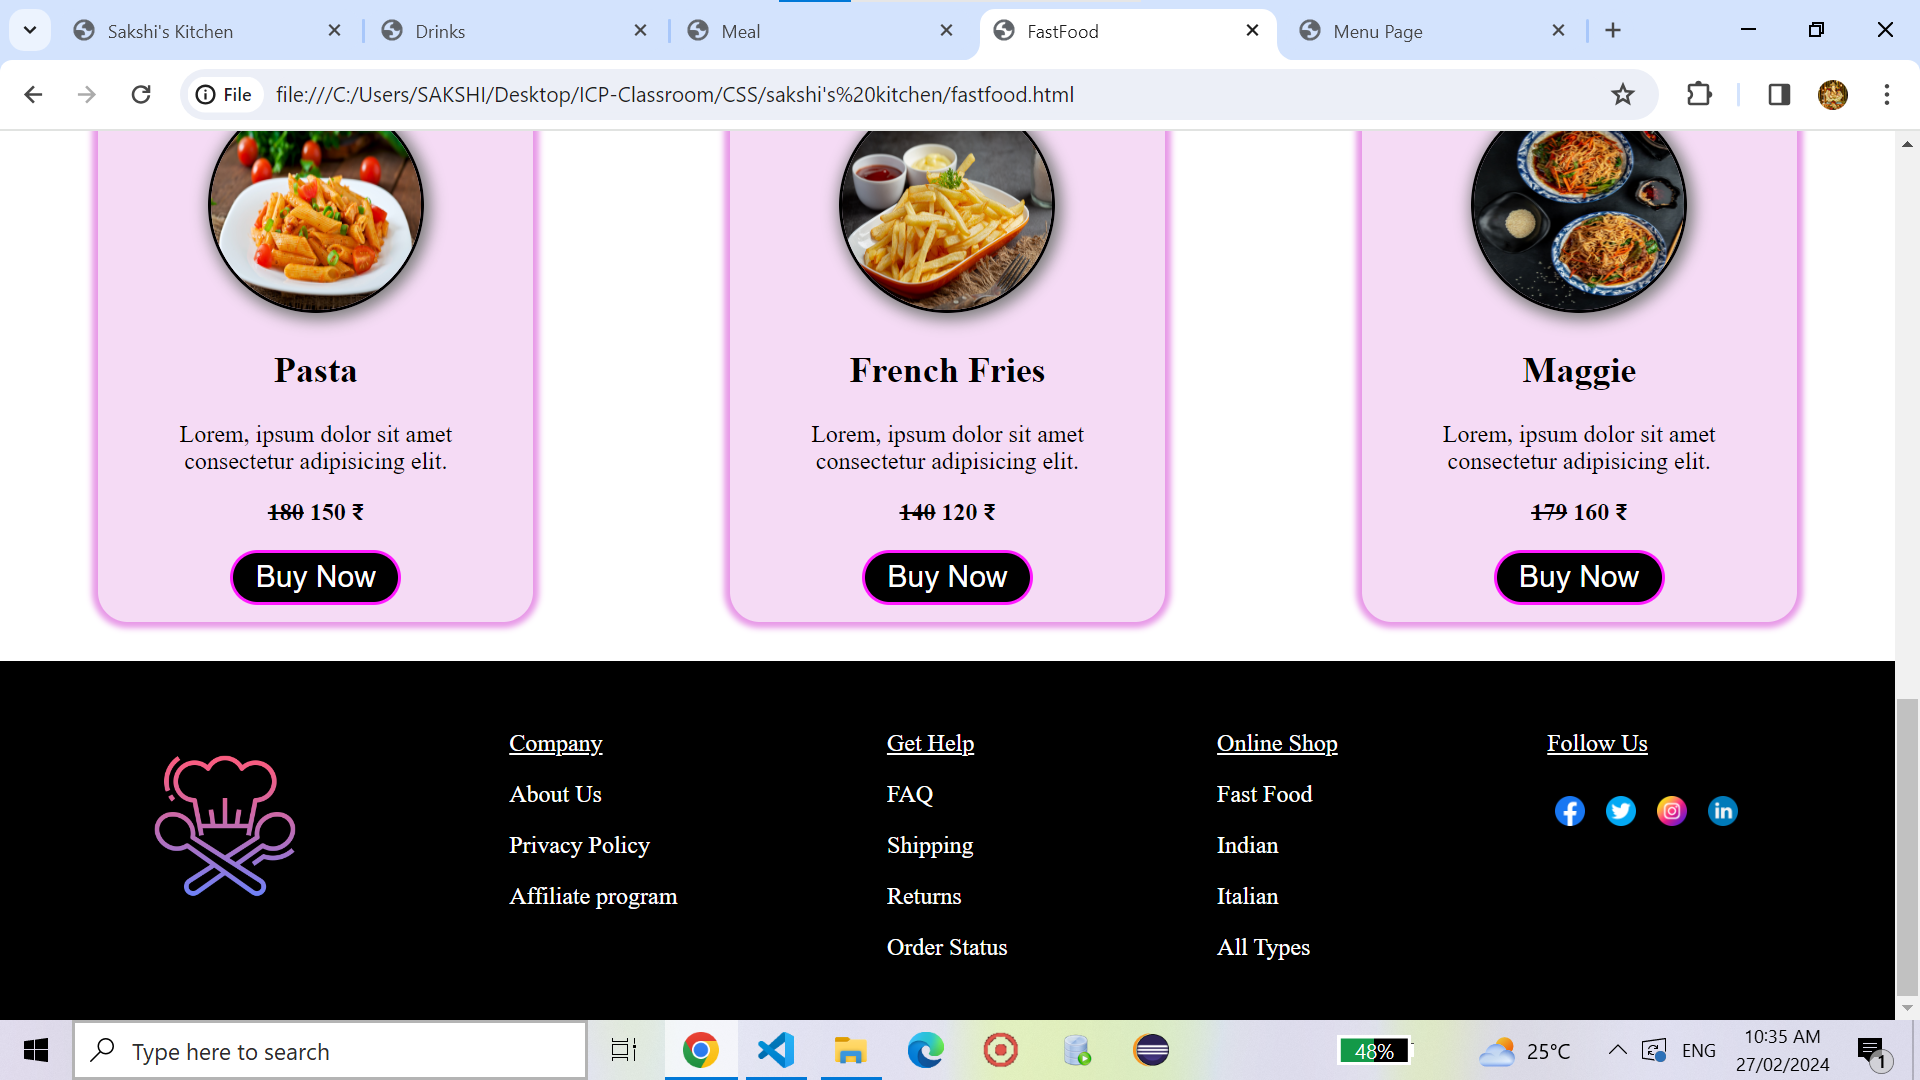 Sakshi's Kitchen
Drinks
Meal
FastFood
Menu Page
File
file:///C:/Users/SAKSHI/Desktop/ICP-Classroom/CSS/sakshi's%20kitchen/fastfood.html
Pasta
Lorem, ipsum dolor sit amet
consectetur adipisicing elit.
180 150 ₹
Buy Now
French Fries
Lorem, ipsum dolor sit amet
consectetur adipisicing elit.
140 120 ₹
Buy Now
Maggie
Lorem, ipsum dolor sit amet
consectetur adipisicing elit.
179 160 ₹
Buy Now
Company
About Us
Privacy Policy
Affiliate program
Get Help
FAQ
Shipping
Returns
Order Status
Online Shop
Fast Food
Indian
Italian
All Types
Follow Us
Type here to search
48%
25°C
ENG
10:35 AM
27/02/2024
1